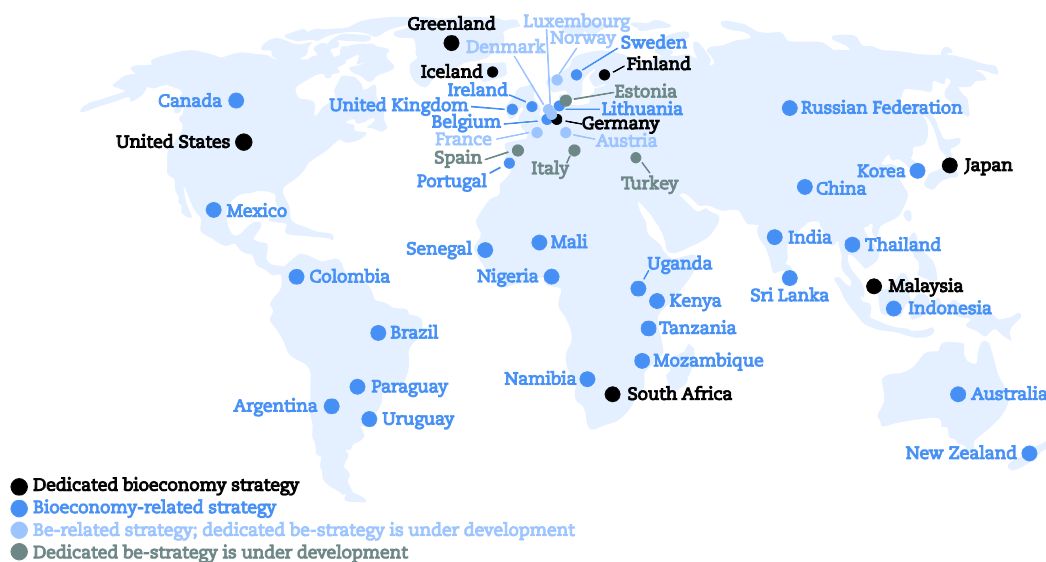 Luxembourg
Greenland
Norway
Denmark
Sweden
Finland
Iceland
Ireland
Estonia
Canada
United Kingdom
Lithuania
Russian Federation
Belgium
Germany
United States
France
Austria
Spain
Italy
Korea
Japan
Portugal
Turkey
China
Mexico
Senegal
Mali
India
Thailand
Uganda
Colombia
Nigeria
Malaysia
Sri Lanka
Kenya
Indonesia
Brazil
Tanzania
Mozambique
Namibia
Paraguay
South Africa
Australia
Argentina
Uruguay
New Zealand
Dedicated bioeconomy strategy
Bioeconomy-related strategy
Be-related strategy; dedicated be-strategy is under development
Dedicated be-strategy is under development